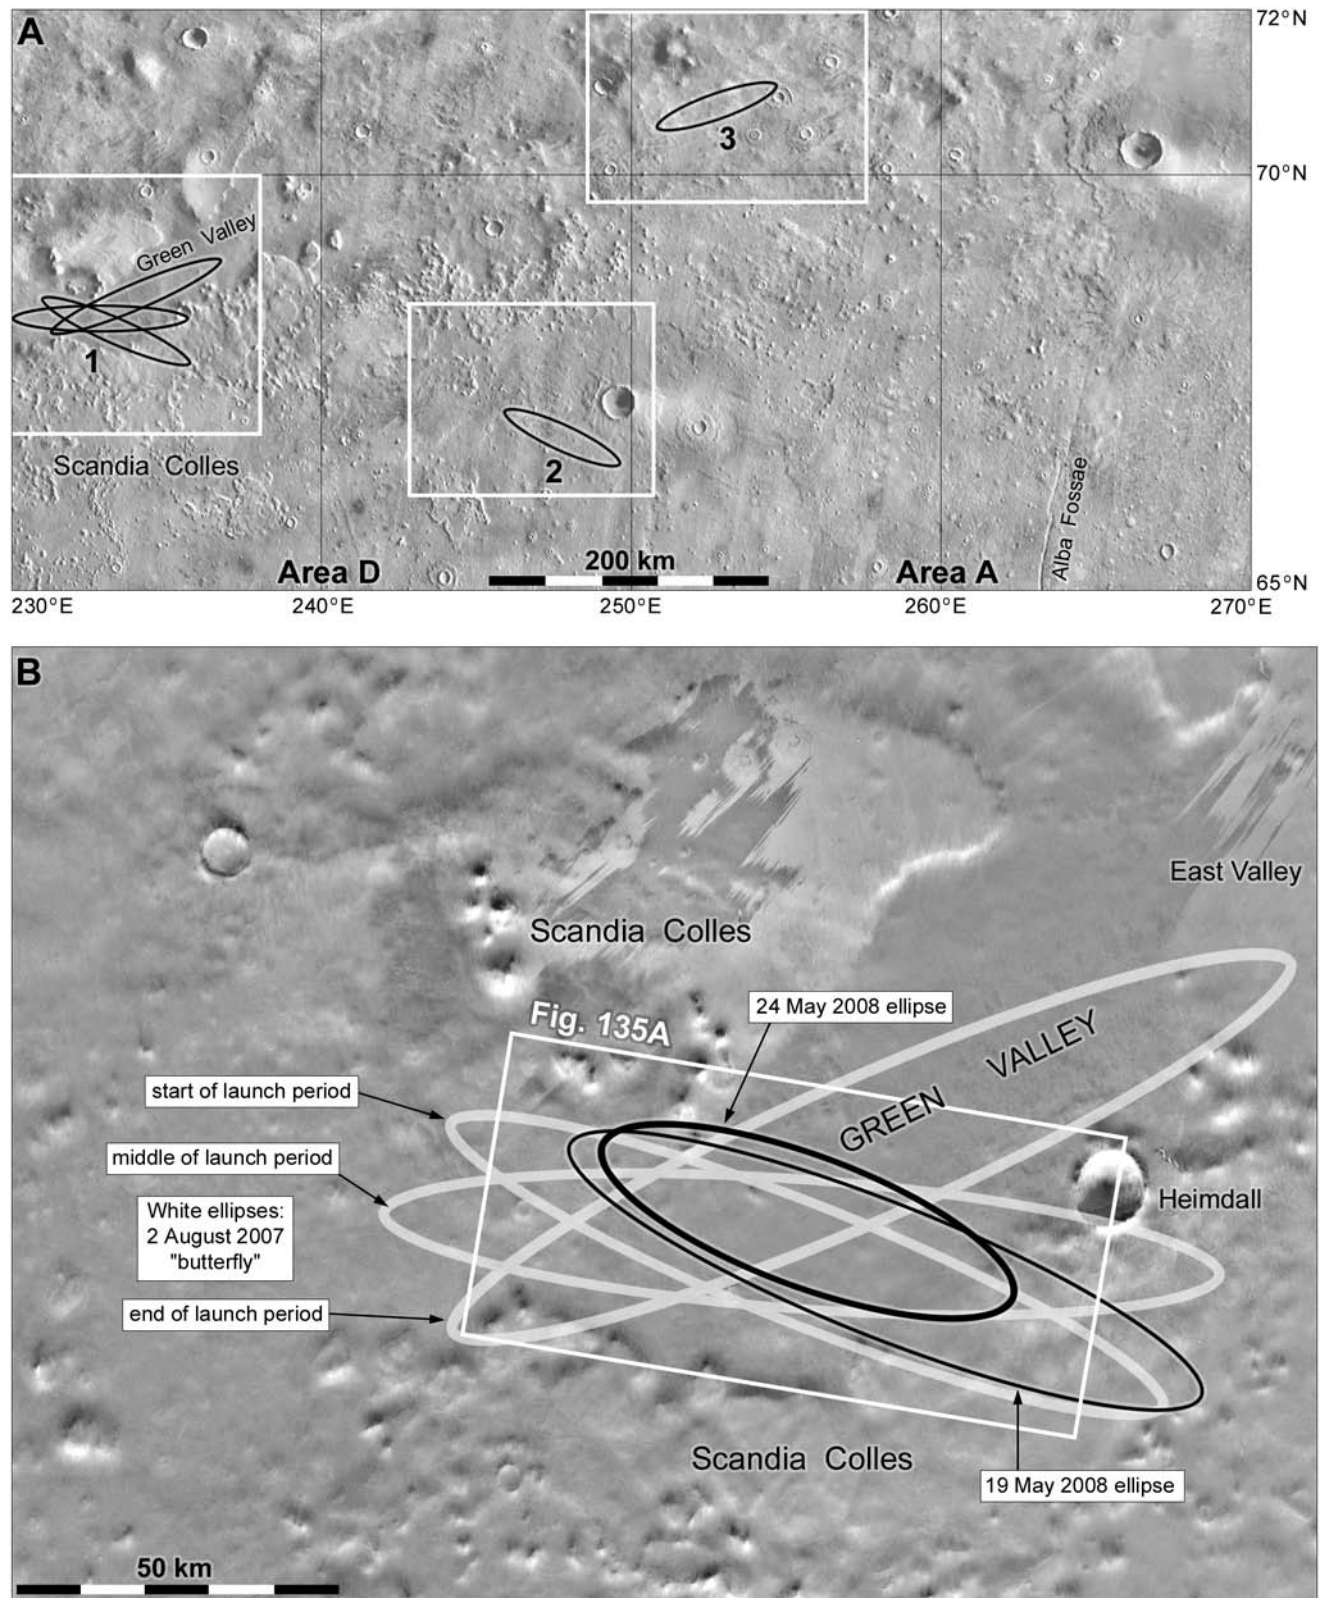 A
72°N
3
70°N
Green Valley
1
2
Scandia Colles
Alba Fossae
200 km
Area D
Area A
65°N
230°E
240°E
250°E
260°E
270°E
B
East Valley
Scandia Colles
24 May 2008 ellipse
Fig. 135A
GREEN VALLEY
start of launch period
middle of launch period
Heimdall
White ellipses:
2 August 2007
"butterfly"
end of launch period
Scandia Colles
19 May 2008 ellipse
50 km